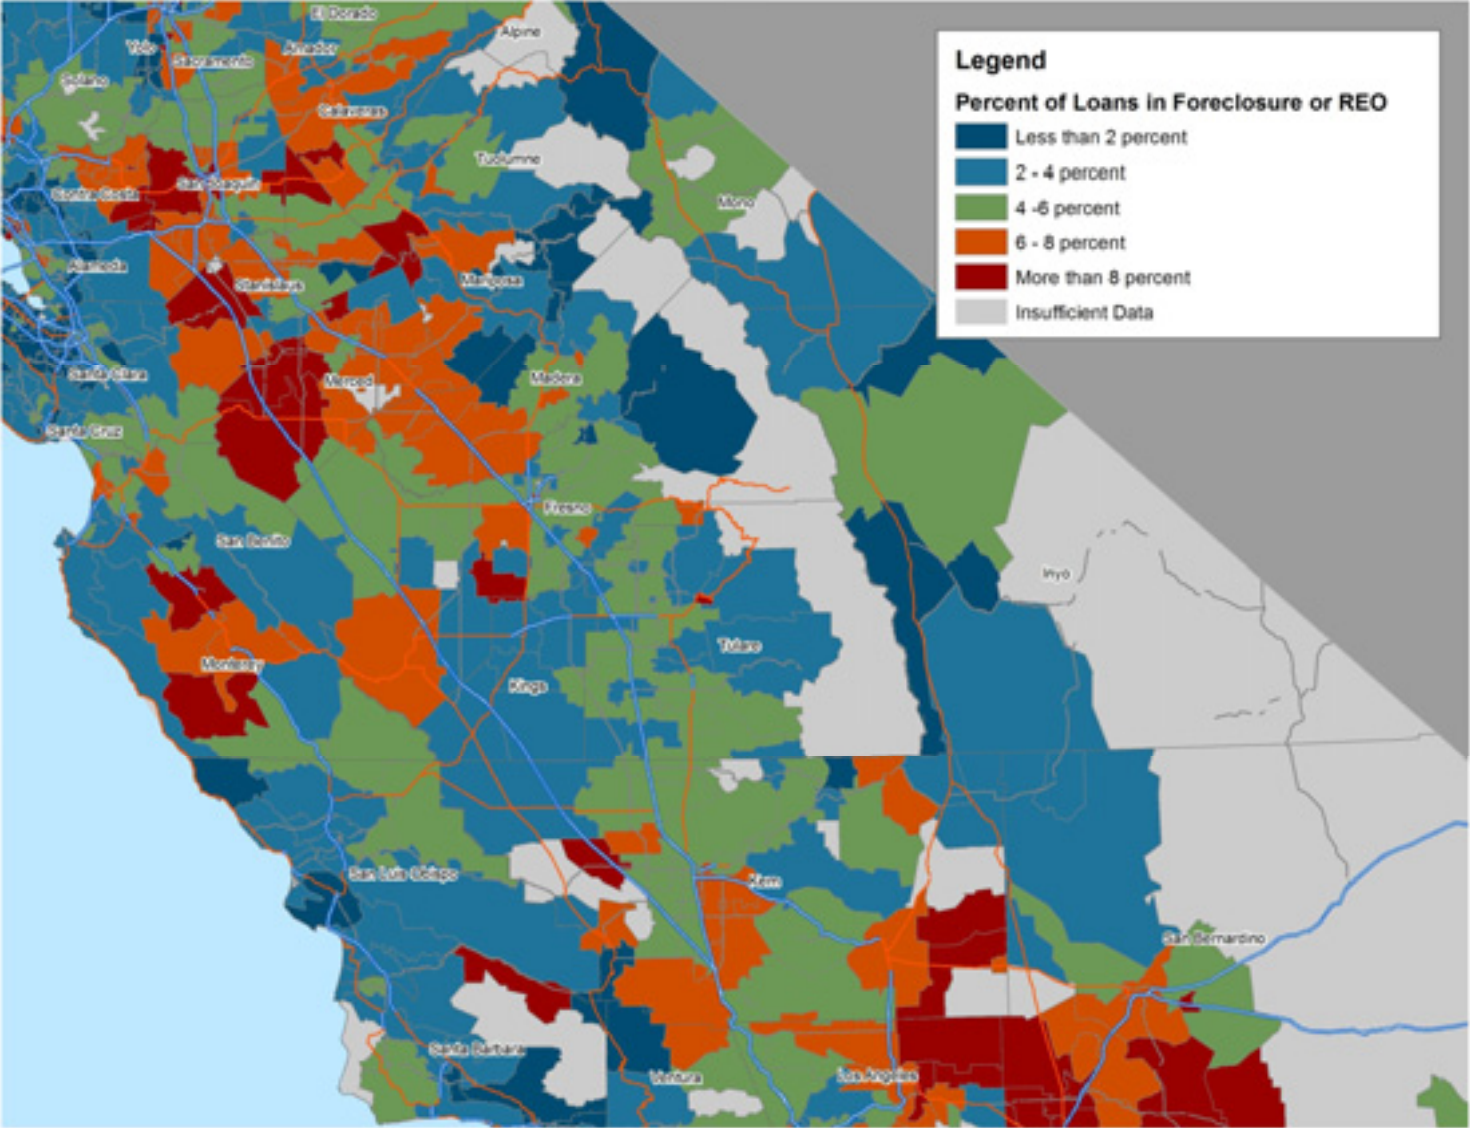 El Dorado
Alpine
Yolo
Amador
Sacramento
Solano
Calaveras
Tuolumne
San Joaquin
Contra Costa
Mono
Alameda
Stanislaus
Mariposa
Santa Clara
Merced
Madera
Santa Cruz
Fresno
San Benito
Inyo
Tulare
Monterey
Kings
San Luis Obispo
Kern
San Bernardino
Santa Barbara
Ventura
Los Angeles
Legend
Percent of Loans in Foreclosure or REO
Less than 2 percent
2 - 4 percent
4 -6 percent
6 - 8 percent
More than 8 percent
Insufficient Data